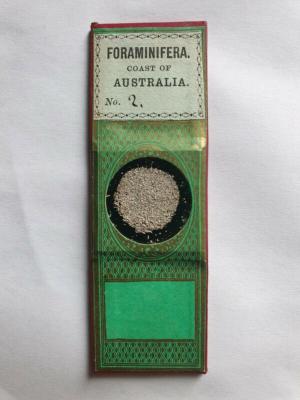 FORAMINIFERA.
COAST OF
AUSTRALIA.
No. 2.